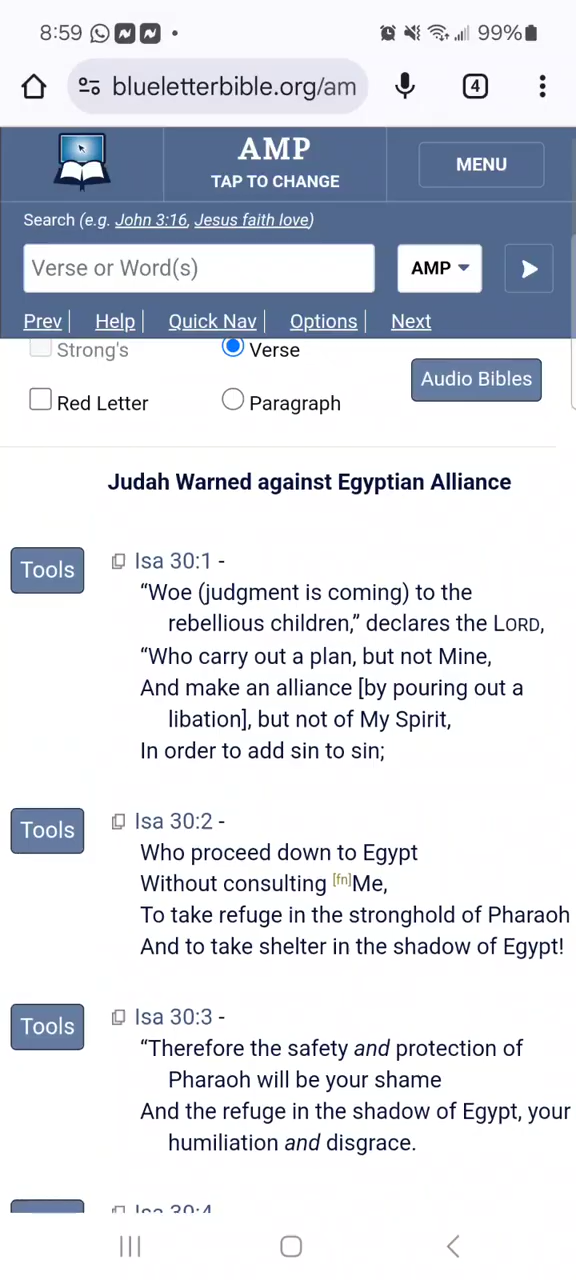 8:59 99%
blueletterbible.org/am 4
AMP
TAP TO CHANGE
MENU
Search (e.g. John 3:16, Jesus faith love)
Verse or Word(s) AMP
Prev | Help | Quick Nav | Options | Next
Strong's Verse
Audio Bibles
Red Letter Paragraph
Judah Warned against Egyptian Alliance
Tools Isa 30:1 -
“Woe (judgment is coming) to the
rebellious children,” declares the LORD,
“Who carry out a plan, but not Mine,
And make an alliance [by pouring out a
libation], but not of My Spirit,
In order to add sin to sin;
Tools Isa 30:2 -
Who proceed down to Egypt
Without consulting [fn]Me,
To take refuge in the stronghold of Pharaoh
And to take shelter in the shadow of Egypt!
Tools Isa 30:3 -
“Therefore the safety and protection of
Pharaoh will be your shame
And the refuge in the shadow of Egypt, your
humiliation and disgrace.
Isa 30:4